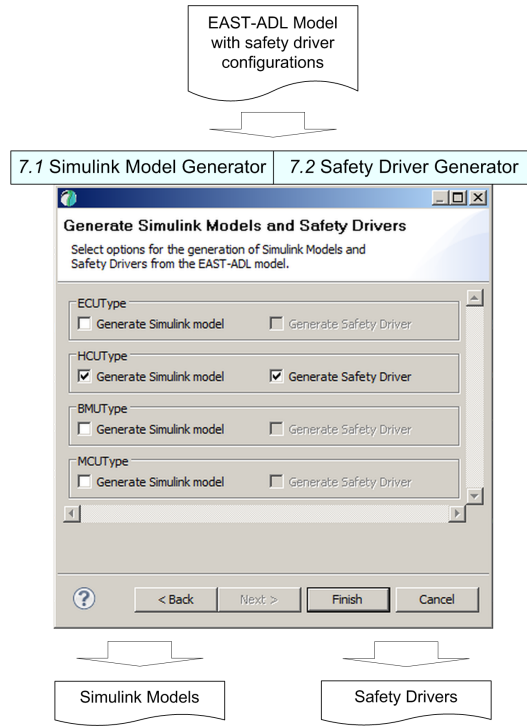 EAST-ADL Model
with safety driver
configurations
7.1 Simulink Model Generator
7.2 Safety Driver Generator
Generate Simulink Models and Safety Drivers
Select options for the generation of Simulink Models and
Safety Drivers from the EAST-ADL model.
ECUType
Generate Simulink model
Generate Safety Driver
HCUType
Generate Simulink model
Generate Safety Driver
BMUType
Generate Simulink model
Generate Safety Driver
MCUType
Generate Simulink model
Generate Safety Driver
?
< Back
Next >
Finish
Cancel
Simulink Models
Safety Drivers